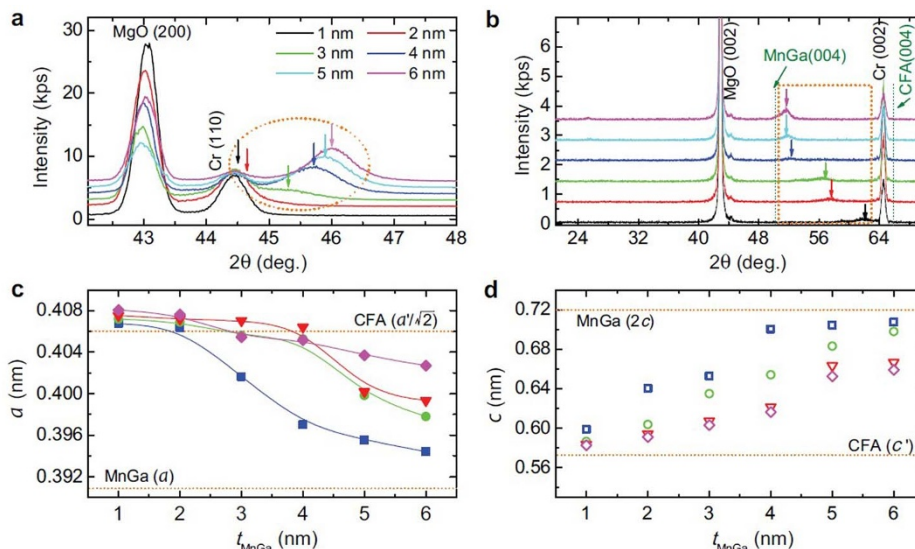 a
MgO (200)
1 nm 2 nm
3 nm 4 nm
5 nm 6 nm
Cr (110)
Intensity (kps)
30
20
10
0
43 44 45 46 47 48
2θ (deg.)
b
MgO (002)
MnGa(004)
Cr (002)
CFA(004)
Intensity (kps)
6
5
4
3
2
1
0
24 32 40 48 56 64
2θ (deg.)
c
CFA (a'/√2)
MnGa (a)
a (nm)
0.408
0.404
0.400
0.396
0.392
1 2 3 4 5 6
tMnGa (nm)
d
MnGa (2c)
CFA (c')
c (nm)
0.72
0.68
0.64
0.60
0.56
1 2 3 4 5 6
tMnGa (nm)